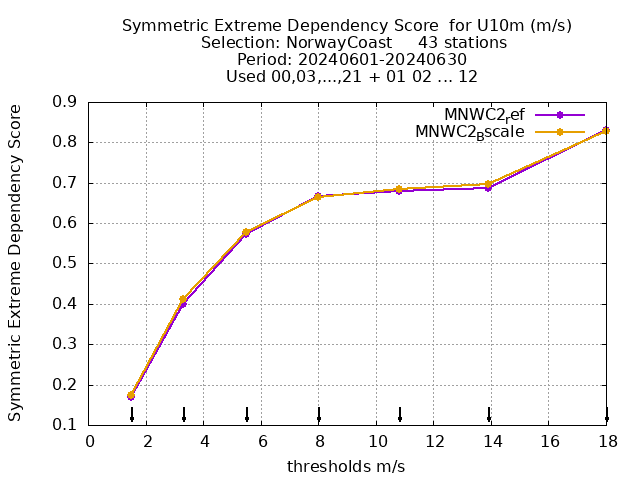 Symmetric Extreme Dependency Score  for U10m (m/s)
Selection: NorwayCoast     43 stations
Period: 20240601-20240630
Used 00,03,...,21 + 01 02 ... 12
MNWC2ref
MNWC2Bscale
Symmetric Extreme Dependency Score
0.9
0.8
0.7
0.6
0.5
0.4
0.3
0.2
0.1
0 2 4 6 8 10 12 14 16 18
thresholds m/s